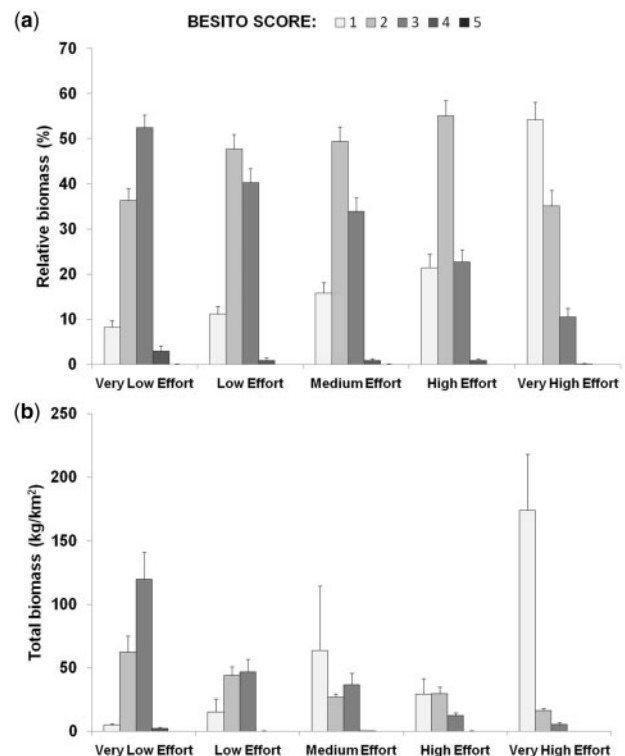 (a)
BESITO SCORE: 1 2 3 4 5
Relative biomass (%)
70
60
50
40
30
20
10
0
Very Low Effort Low Effort Medium Effort High Effort Very High Effort
(b)
Total biomass (kg/km²)
250
200
150
100
50
0
Very Low Effort Low Effort Medium Effort High Effort Very High Effort